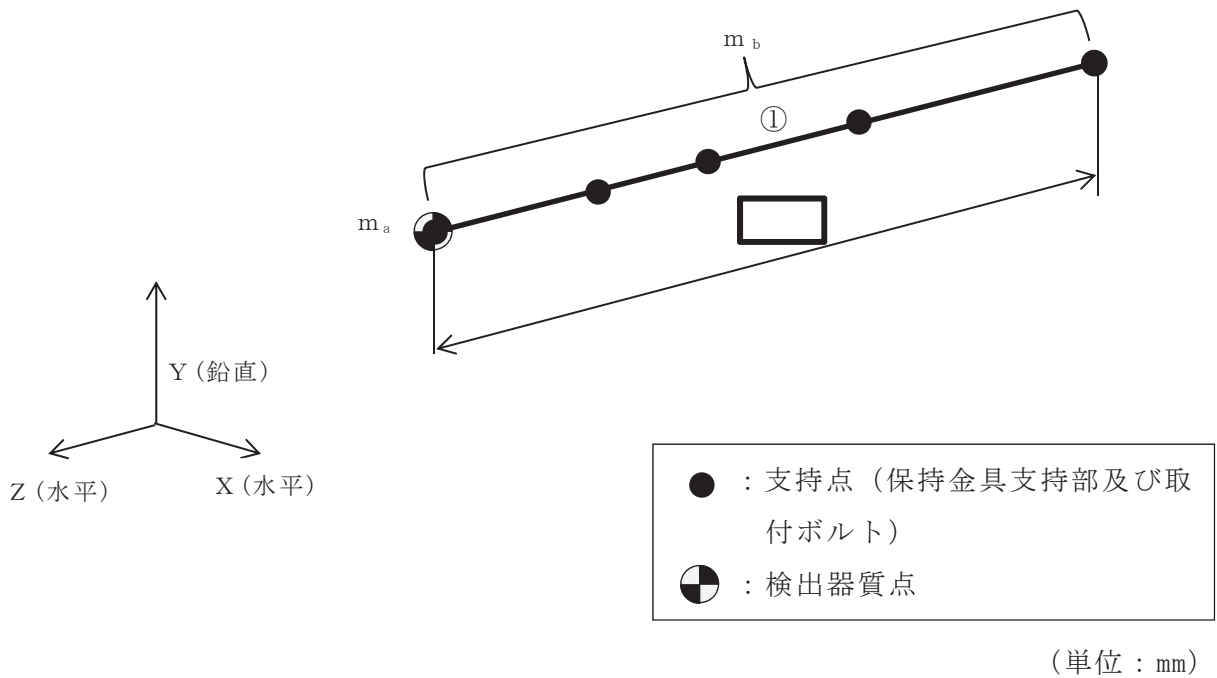 m b
①
m a
Y(鉛直)
Z(水平)
X(水平)
：支持点（保持金具支持部及び取
付ボルト）
：検出器質点
（単位：mm）